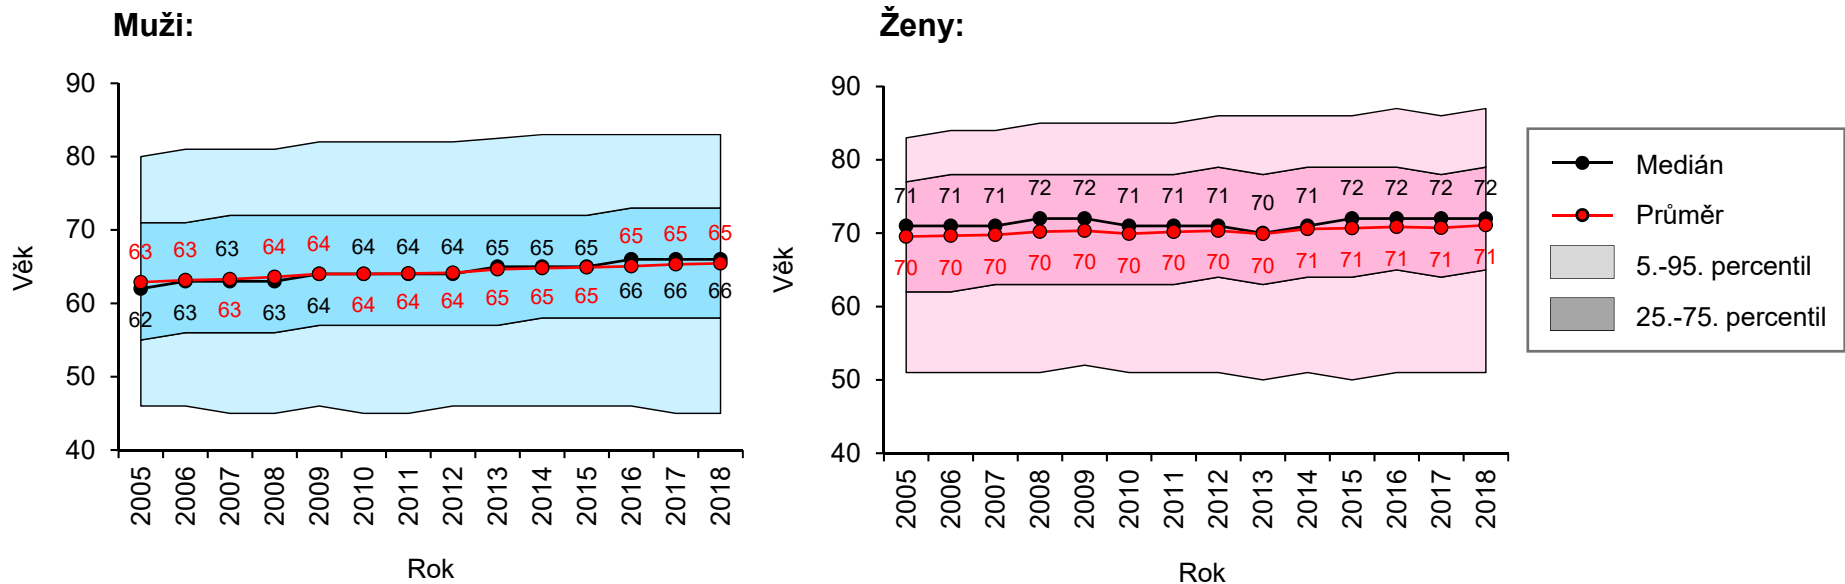 Muži:
90
80
70
60
50
40
Věk
63 63 63 64 64 64 64 64 65 65 65 65 65 65
62 63 63 63 64 64 64 64 65 65 65 66 66 66
2005 2006 2007 2008 2009 2010 2011 2012 2013 2014 2015 2016 2017 2018
Rok
Ženy:
90
80
70
60
50
40
Věk
71 71 71 72 72 71 71 71 70 71 72 72 72 72
70 70 70 70 70 70 70 70 70 71 71 71 71 71
2005 2006 2007 2008 2009 2010 2011 2012 2013 2014 2015 2016 2017 2018
Rok
Medián
Průměr
5.-95. percentil
25.-75. percentil